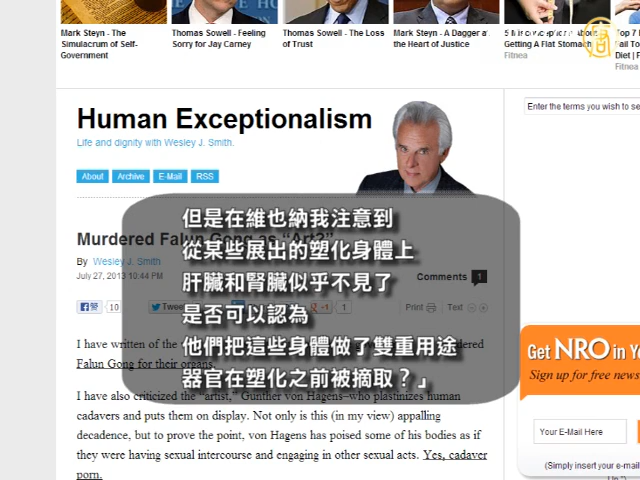 Mark Steyn - The
Simulacrum of Self-
Government
Thomas Sowell - Feeling
Sorry for Jay Carney
Thomas Sowell - The Loss
of Trust
Mark Steyn - A Dagger at
the Heart of Justice
Getting A Flat Stomach
Fitnea
Top 7
Fail To
Diet |
Fitnea
Human Exceptionalism
Life and dignity with Wesley J. Smith.
About
Archive
E-Mail
RSS
Enter the terms you wish to se
Murdered Falun Gong as “Art?”
By Wesley J. Smith
July 27, 2013 10:44 PM
Comments
1
10
Tweet
+1
1
Print
Text
但是在維也納我注意到
從某些展出的塑化身體上
肝臟和腎臟似乎不見了
是否可以認為
他們把這些身體做了雙重用途
器官在塑化之前被摘取？」
I have written of the
dered
Falun Gong for their organs.
I have also criticized the “artist,” Gunther von Hagens–who plastinizes human
cadavers and puts them on display. Not only is this (in my view) appalling
decadence, but to prove the point, von Hagens has poised some of his bodies as if
they were having sexual intercourse and engaging in other sexual acts. Yes, cadaver
porn.
Get NRO in Yo
Sign up for free news
Your E-Mail Here
(Simply insert your e-mail